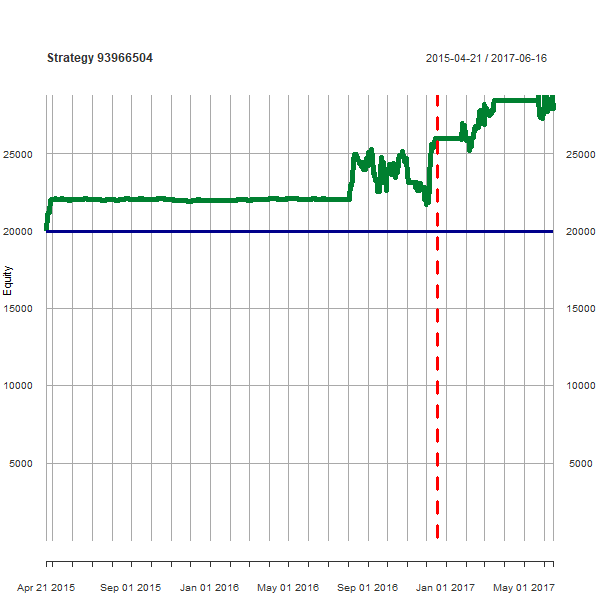 Strategy 93966504
2015-04-21 / 2017-06-16
25000
25000
20000
20000
Equity
15000
15000
10000
10000
5000
5000
Apr 21 2015
Sep 01 2015
Jan 01 2016
May 01 2016
Sep 01 2016
Jan 01 2017
May 01 2017